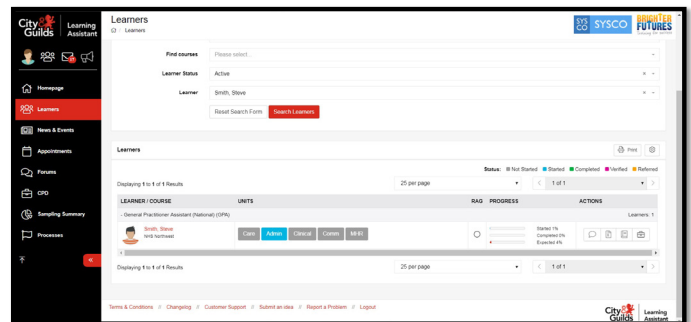 City & Guilds
Learning Assistant
Learners
/ Learners
SYS CO SYSCO
BRIGHTER FUTURES
Homepage
Learners
News & Events
Appointments
Forums
CPD
Sampling Summary
Processes
Find courses Please select...
Learner Status Active
Learner Smith, Steve
Reset Search Form Search Learners
Learners Print
Status: Not Started Started Completed Verified Referred
Displaying 1 to 1 of 1 Results 25 per page 1 of 1
LEARNER / COURSE UNITS RAG PROGRESS ACTIONS
- General Practitioner Assistant (National) (GPA) Learners: 1
Smith, Steve
NHS Northwest
Care Admin Clinical Comm MHR
Started 1%
Completed 0%
Expected 4%
Displaying 1 to 1 of 1 Results 25 per page 1 of 1
Terms & Conditions // Changelog // Customer Support // Submit an idea // Report a Problem // Logout
City & Guilds
Learning Assistant